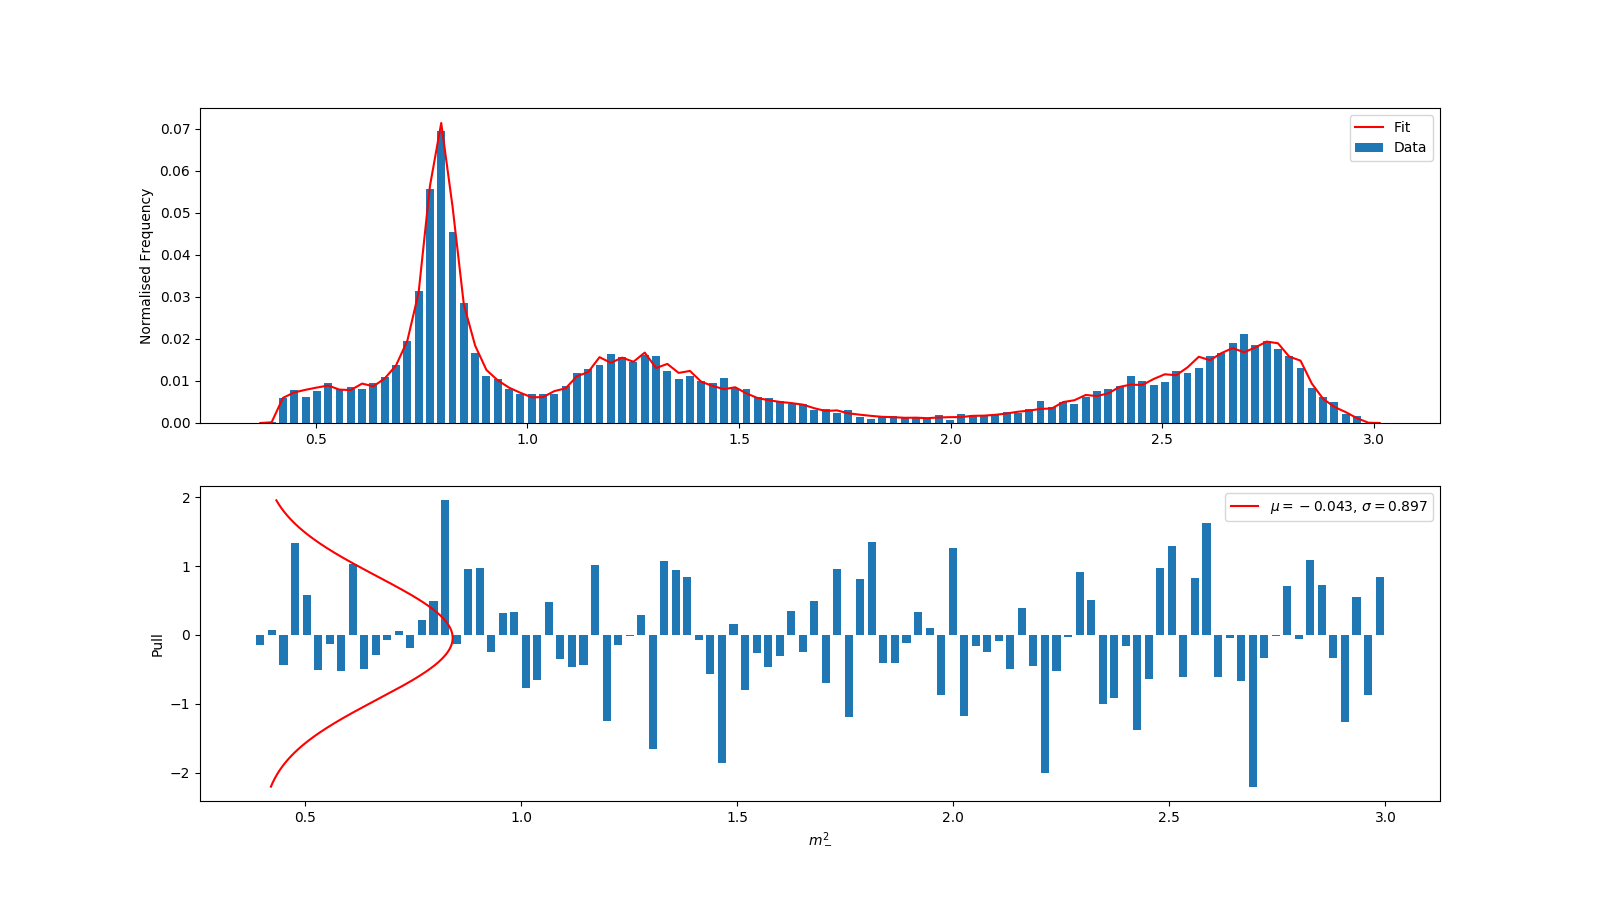 Normalised Frequency
0.07
0.06
0.05
0.04
0.03
0.02
0.01
0.00
0.5 1.0 1.5 2.0 2.5 3.0
Fit
Data
Pull
2
1
0
−1
−2
μ = −0.043, σ = 0.897
0.5 1.0 1.5 2.0 2.5 3.0
m²₋